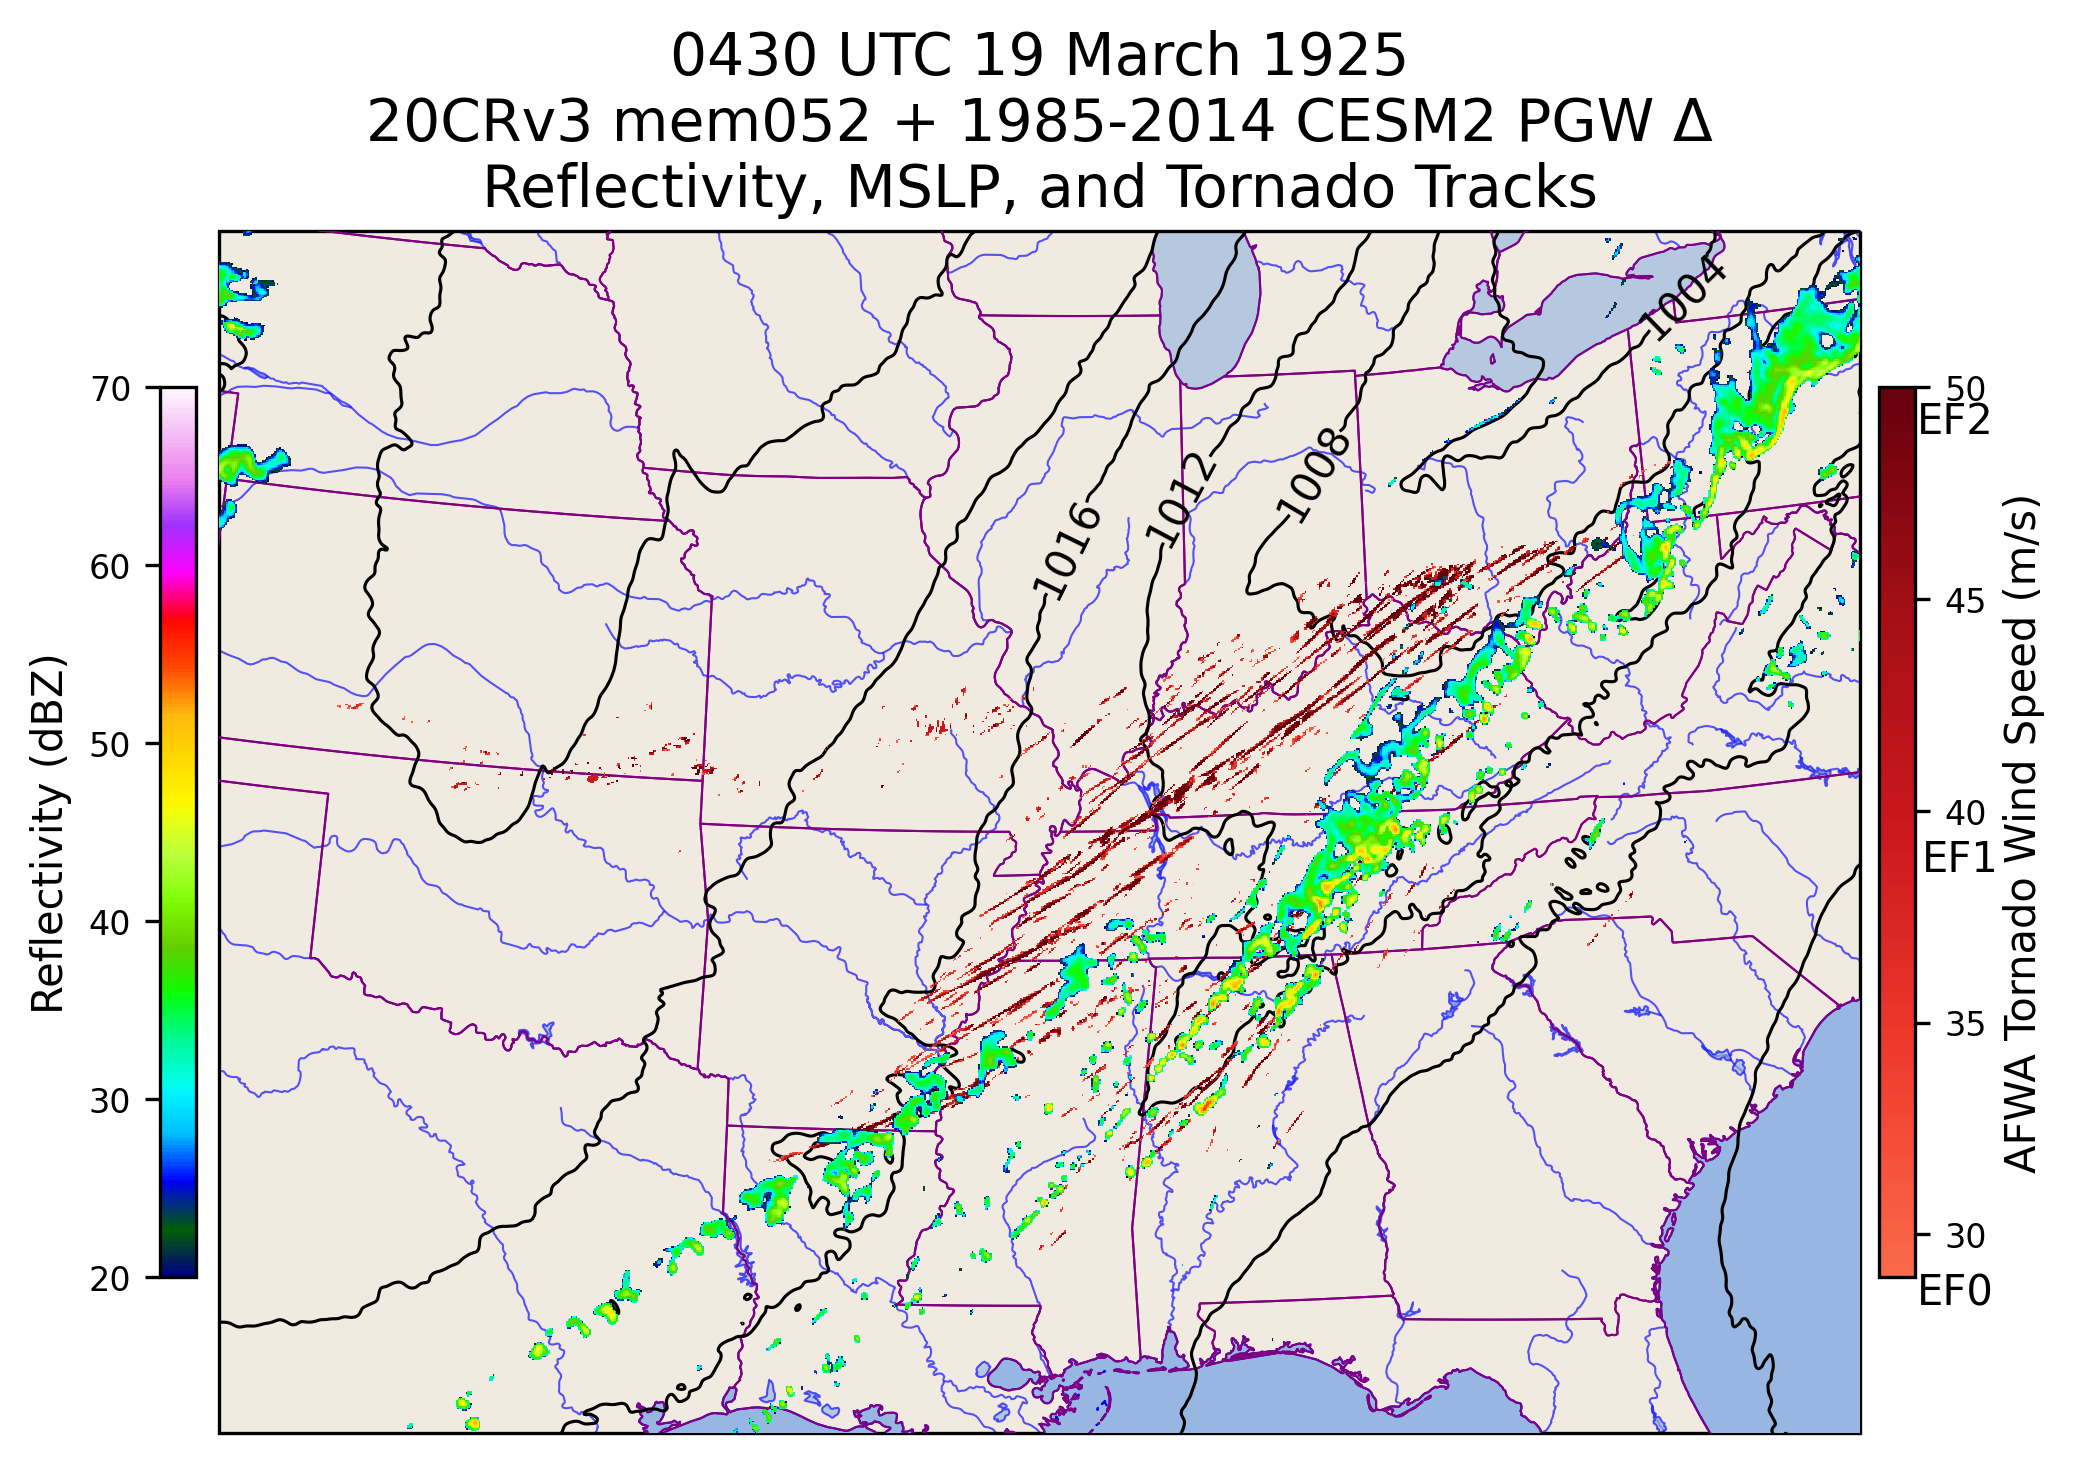 0430 UTC 19 March 1925
20CRv3 mem052 + 1985-2014 CESM2 PGW Δ
Reflectivity, MSLP, and Tornado Tracks
1004
1008
1012
1016
Reflectivity (dBZ)
70
60
50
40
30
20
50
EF2
45
40
EF1
35
30
EF0
AFWA Tornado Wind Speed (m/s)